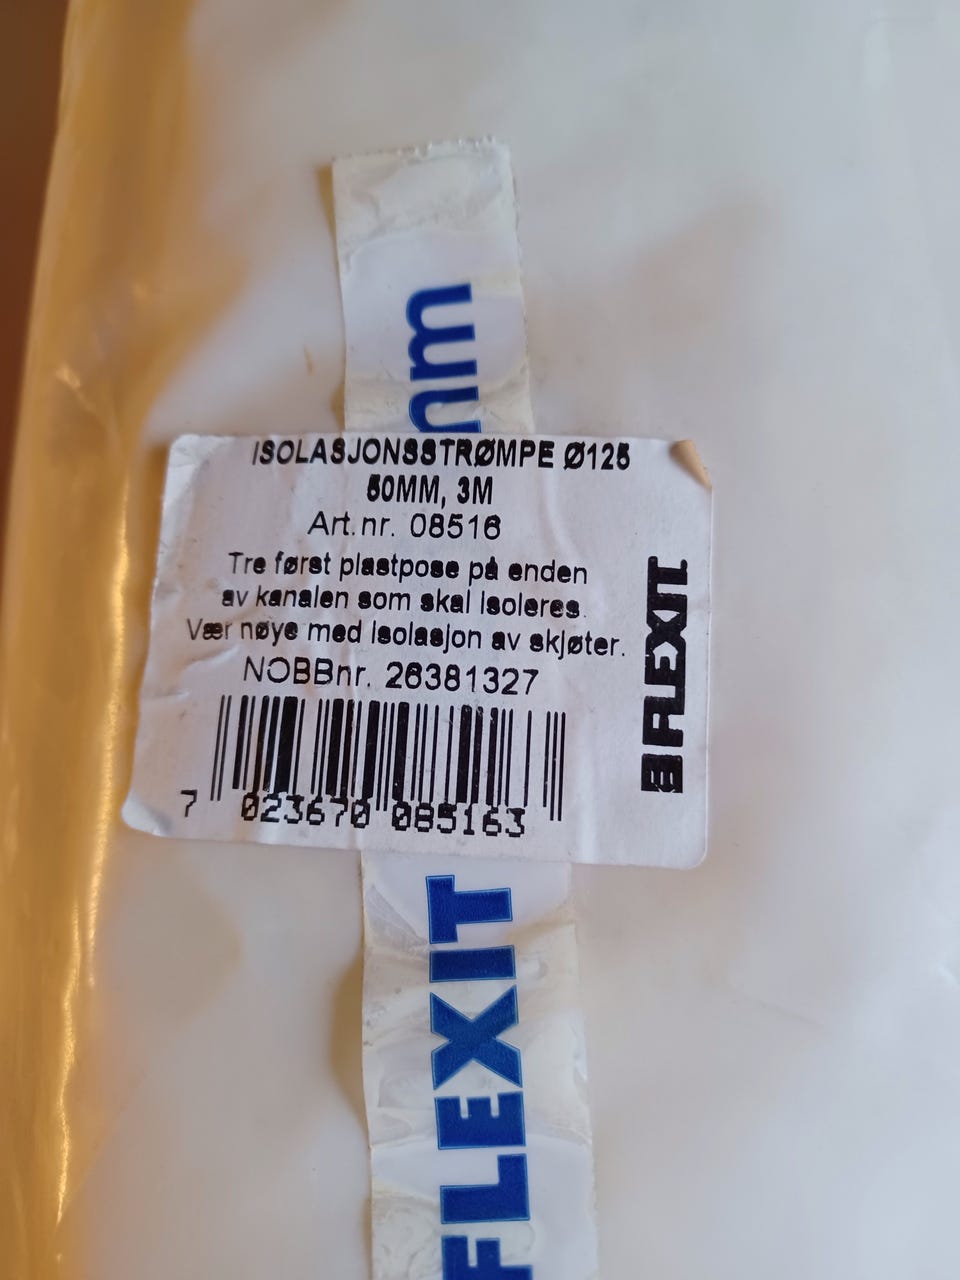 mm
ISOLASJONSSTRØMPE Ø125
50MM, 3M
Art.nr. 08516
Tre først plastpose på enden
av kanalen som skal isoleres.
Vær nøye med isolasjon av skjøter.
NOBBnr. 26381327
7 023670 085163
FLEXIT
FLEXIT